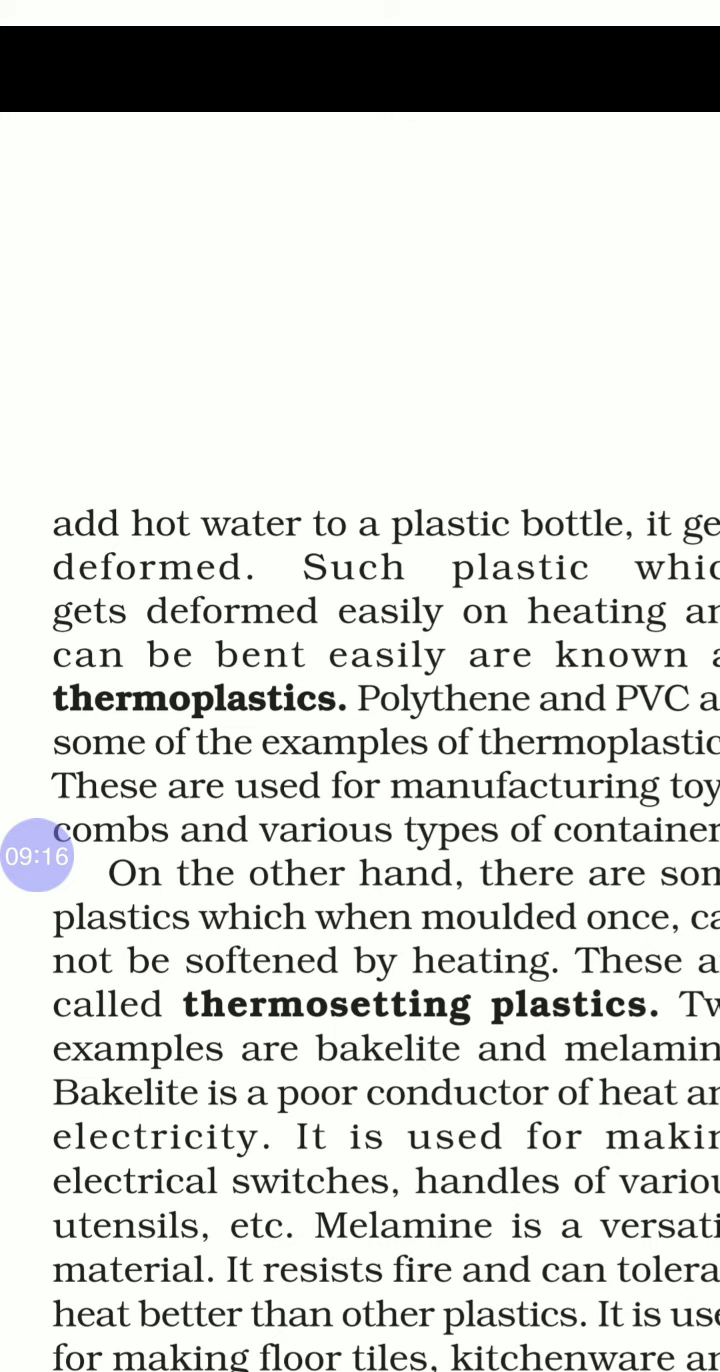 add hot water to a plastic bottle, it ge
deformed. Such plastic whic
gets deformed easily on heating an
can be bent easily are known a
thermoplastics. Polythene and PVC a
some of the examples of thermoplastic
These are used for manufacturing toy
combs and various types of container
09:16
On the other hand, there are som
plastics which when moulded once, ca
not be softened by heating. These a
called thermosetting plastics. Tw
examples are bakelite and melamin
Bakelite is a poor conductor of heat an
electricity. It is used for makin
electrical switches, handles of variou
utensils, etc. Melamine is a versati
material. It resists fire and can tolera
heat better than other plastics. It is use
for making floor tiles, kitchenware an